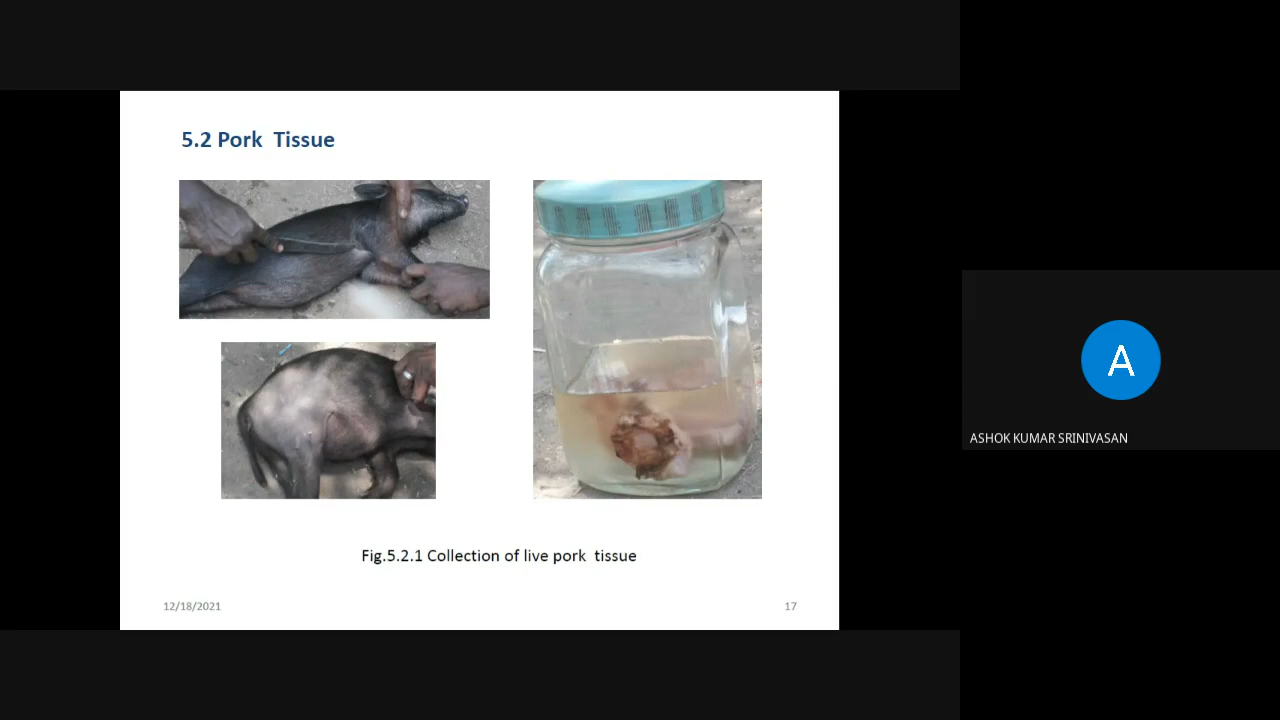 5.2 Pork Tissue
Fig.5.2.1 Collection of live pork tissue
12/18/2021
17
A
ASHOK KUMAR SRINIVASAN